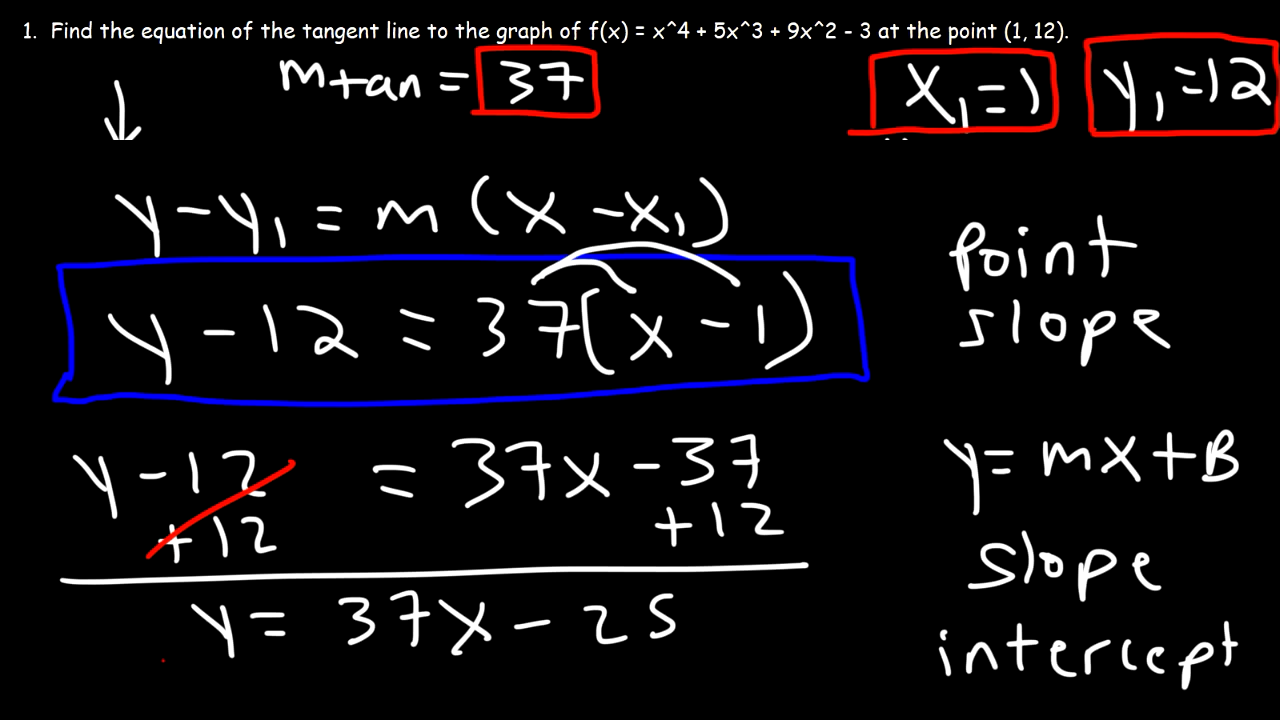 1. Find the equation of the tangent line to the graph of f(x) = x^4 + 5x^3 + 9x^2 - 3 at the point (1, 12).
mtan = 37
x₁=1
y₁=12
y-y₁ = m(x-x₁)
point
slope
y-12 = 37(x-1)
y-12 = 37x-37
+12 +12
y=mx+B
slope
intercept
y= 37x-25